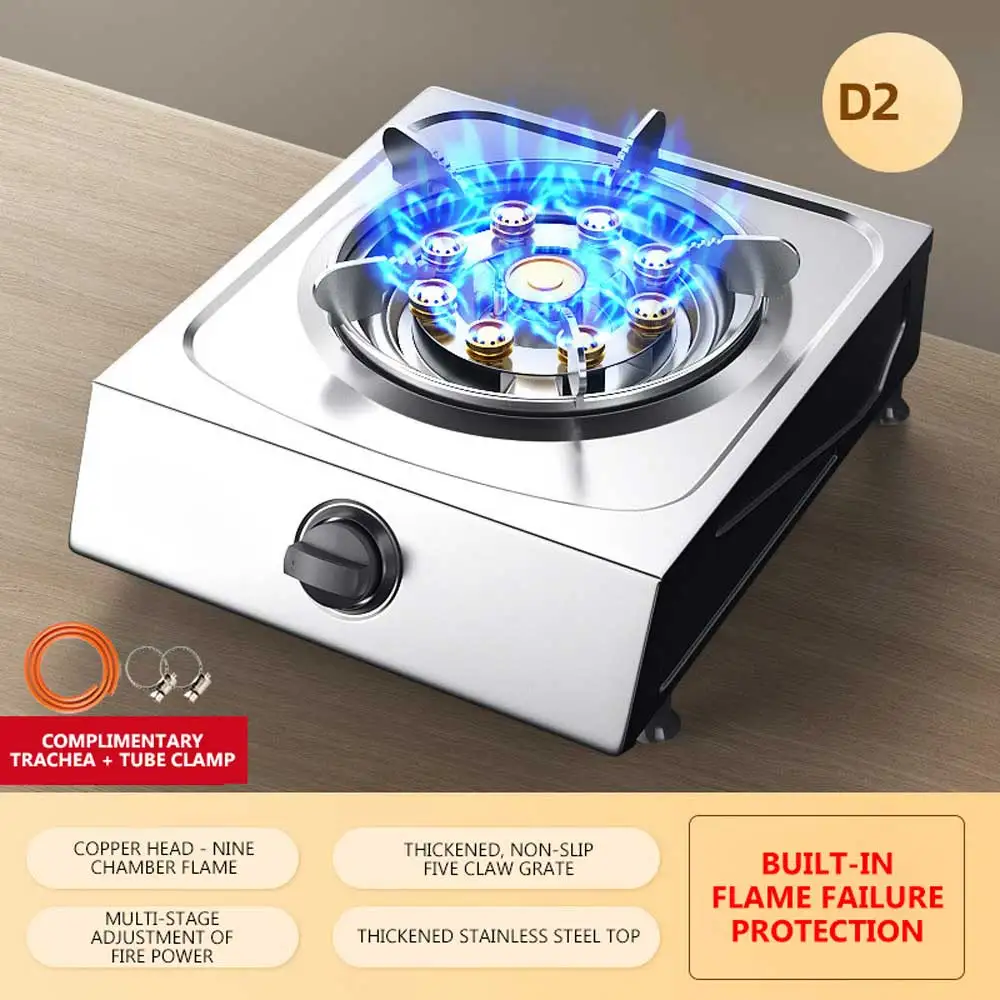 D2
COMPLIMENTARY
TRACHEA + TUBE CLAMP
COPPER HEAD - NINE
CHAMBER FLAME
THICKENED, NON-SLIP
FIVE CLAW GRATE
MULTI-STAGE
ADJUSTMENT OF
FIRE POWER
THICKENED STAINLESS STEEL TOP
BUILT-IN
FLAME FAILURE
PROTECTION